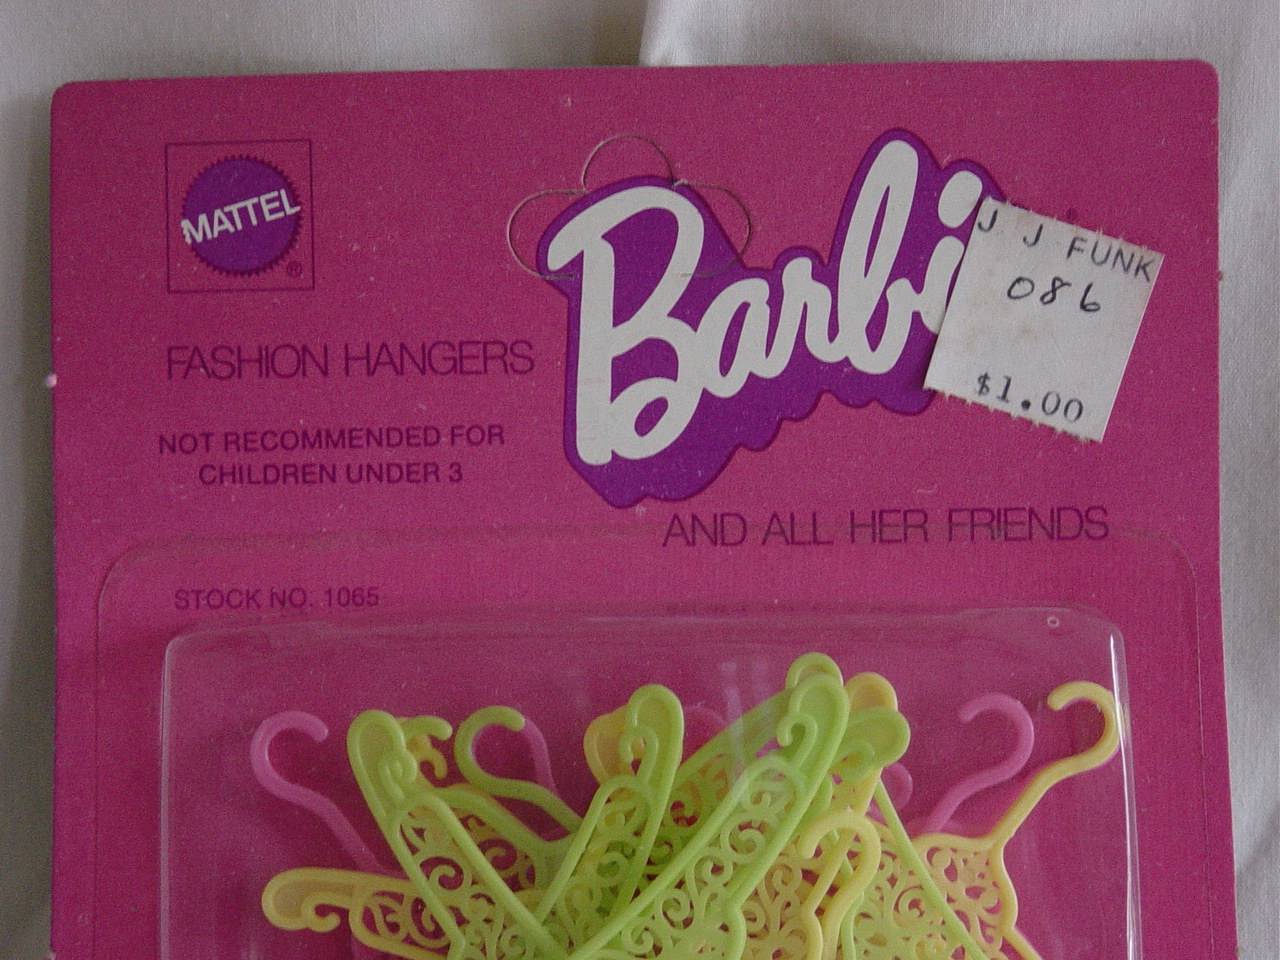 MATTEL
®
Barbi
J J FUNK
086
$1.00
FASHION HANGERS
NOT RECOMMENDED FOR
CHILDREN UNDER 3
AND ALL HER FRIENDS
STOCK NO. 1065